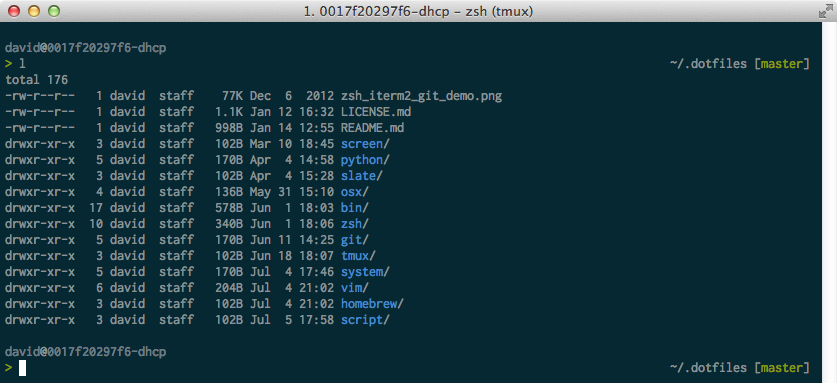 1. 0017f20297f6-dhcp – zsh (tmux)
david@0017f20297f6-dhcp
> l ~/.dotfiles [master]
total 176
-rw-r--r-- 1 david staff 77K Dec 6 2012 zsh_iterm2_git_demo.png
-rw-r--r-- 1 david staff 1.1K Jan 12 16:32 LICENSE.md
-rw-r--r-- 1 david staff 998B Jan 14 12:55 README.md
drwxr-xr-x 3 david staff 102B Mar 10 18:45 screen/
drwxr-xr-x 5 david staff 170B Apr 4 14:58 python/
drwxr-xr-x 3 david staff 102B Apr 4 15:28 slate/
drwxr-xr-x 4 david staff 136B May 31 15:10 osx/
drwxr-xr-x 17 david staff 578B Jun 1 18:03 bin/
drwxr-xr-x 10 david staff 340B Jun 1 18:06 zsh/
drwxr-xr-x 5 david staff 170B Jun 11 14:25 git/
drwxr-xr-x 3 david staff 102B Jun 18 18:07 tmux/
drwxr-xr-x 5 david staff 170B Jul 4 17:46 system/
drwxr-xr-x 6 david staff 204B Jul 4 21:02 vim/
drwxr-xr-x 3 david staff 102B Jul 4 21:02 homebrew/
drwxr-xr-x 3 david staff 102B Jul 5 17:58 script/
david@0017f20297f6-dhcp
> ~/.dotfiles [master]